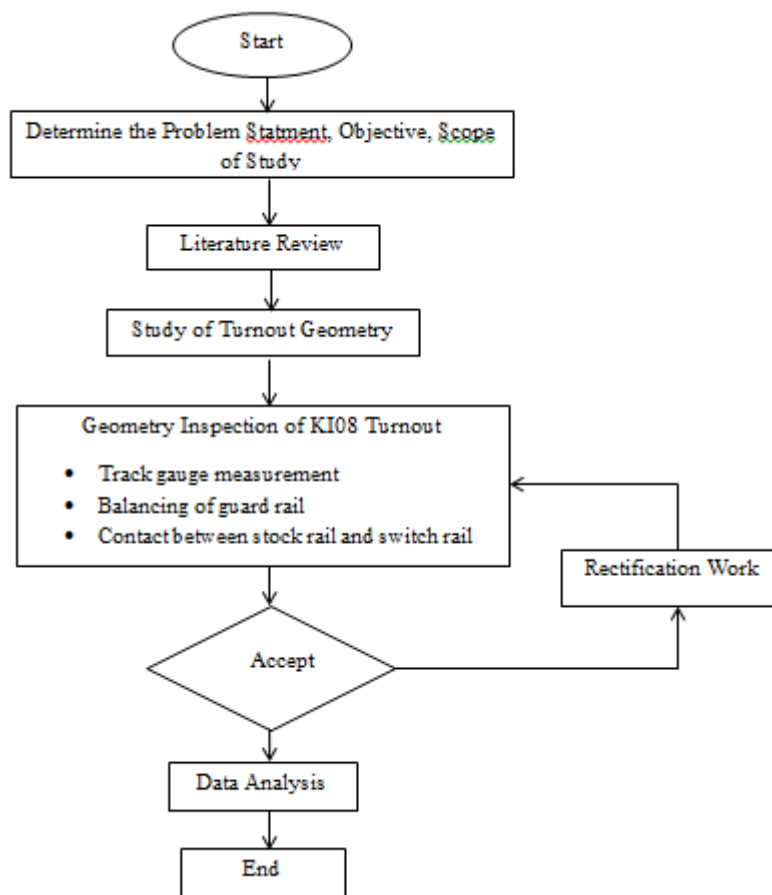 Start
Determine the Problem Statment, Objective, Scope
of Study
Literature Review
Study of Turnout Geometry
Geometry Inspection of KI08 Turnout
• Track gauge measurement
• Balancing of guard rail
• Contact between stock rail and switch rail
Rectification Work
Accept
Data Analysis
End